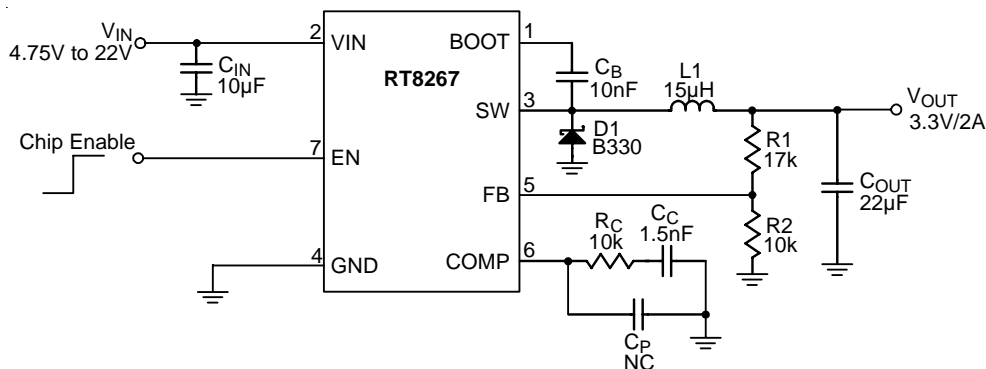 VIN
4.75V to 22V
CIN
10µF
Chip Enable
2
VIN
7
EN
4
GND
RT8267
BOOT
1
SW
3
FB
5
COMP
6
CB
10nF
L1
15µH
D1
B330
VOUT
3.3V/2A
R1
17k
COUT
22µF
R2
10k
RC
10k
CC
1.5nF
CP
NC